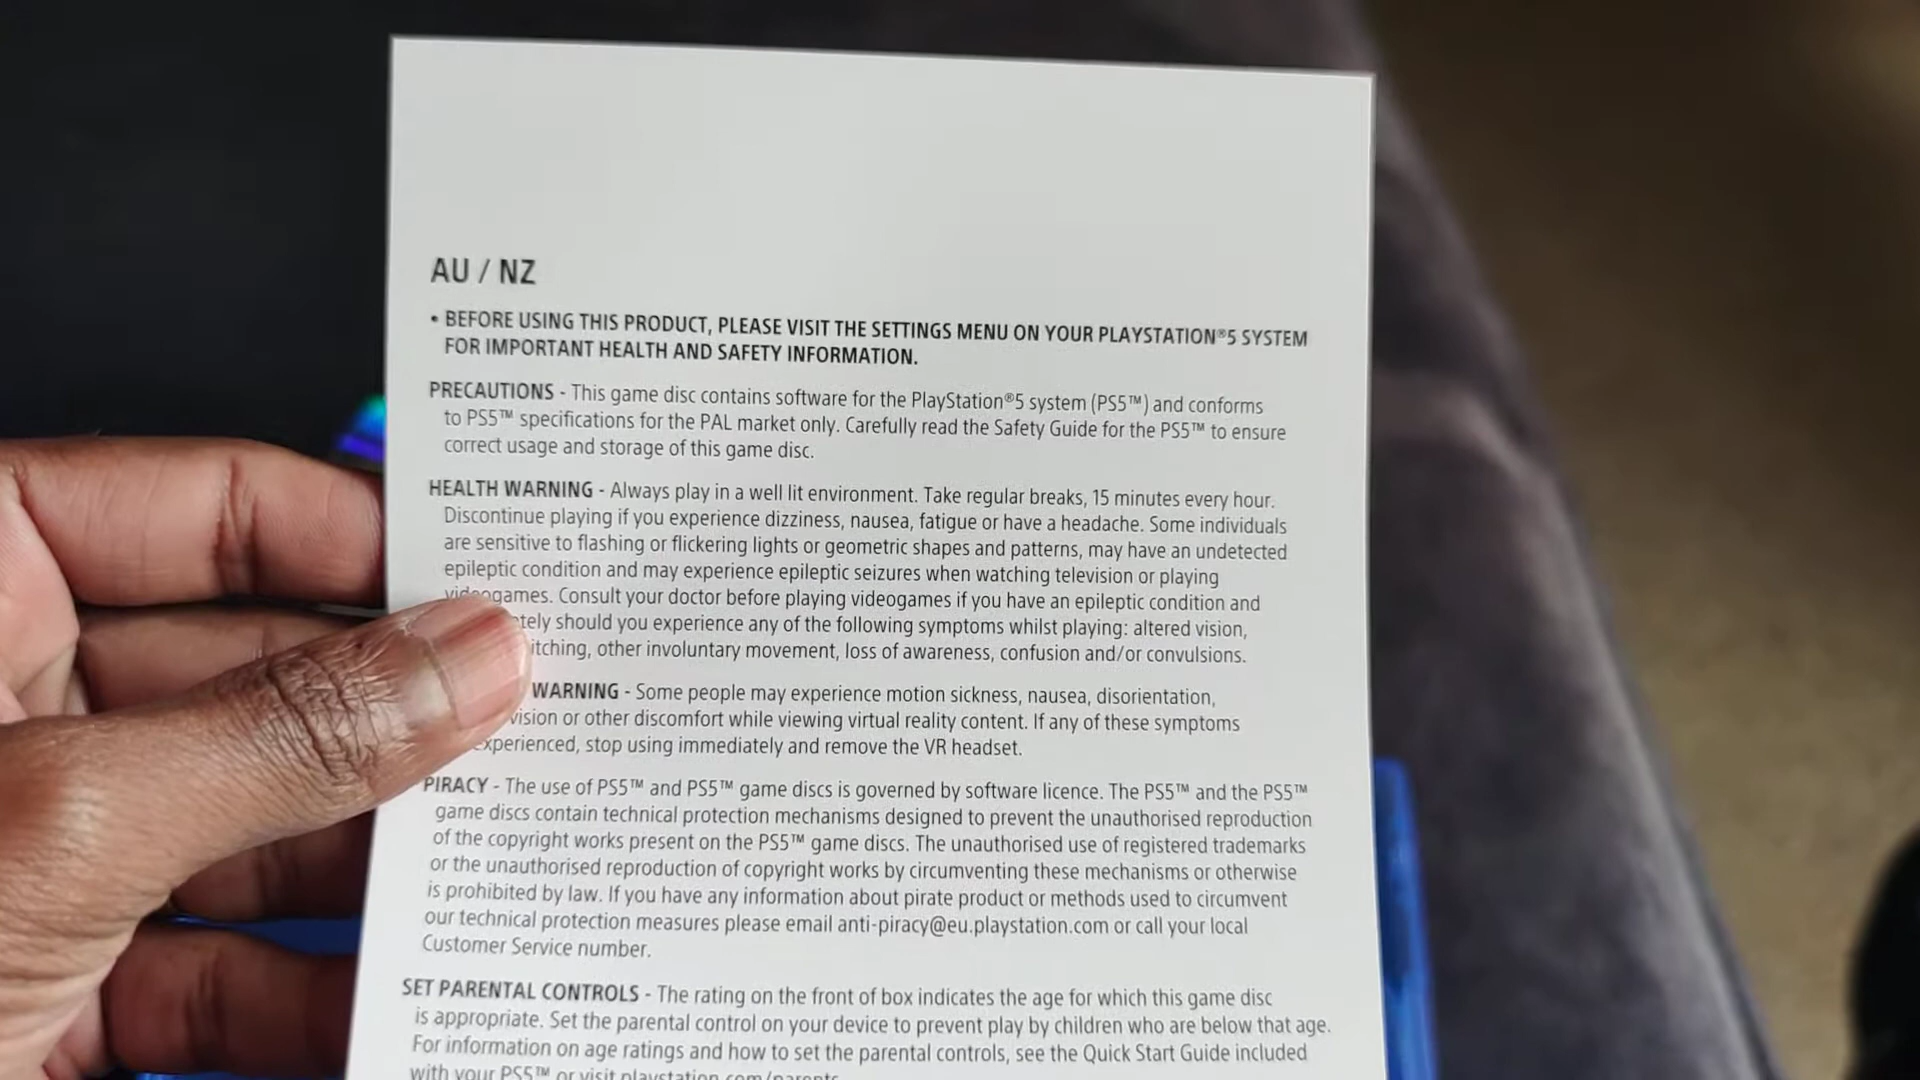 AU / NZ
• BEFORE USING THIS PRODUCT, PLEASE VISIT THE SETTINGS MENU ON YOUR PLAYSTATION®5 SYSTEM
FOR IMPORTANT HEALTH AND SAFETY INFORMATION.
PRECAUTIONS - This game disc contains software for the PlayStation®5 system (PS5™) and conforms
to PS5™ specifications for the PAL market only. Carefully read the Safety Guide for the PS5™ to ensure
correct usage and storage of this game disc.
HEALTH WARNING - Always play in a well lit environment. Take regular breaks, 15 minutes every hour.
Discontinue playing if you experience dizziness, nausea, fatigue or have a headache. Some individuals
are sensitive to flashing or flickering lights or geometric shapes and patterns, may have an undetected
epileptic condition and may experience epileptic seizures when watching television or playing
videogames. Consult your doctor before playing videogames if you have an epileptic condition and
should you experience any of the following symptoms whilst playing: altered vision,
other involuntary movement, loss of awareness, confusion and/or convulsions.
WARNING - Some people may experience motion sickness, nausea, disorientation,
vision or other discomfort while viewing virtual reality content. If any of these symptoms
experienced, stop using immediately and remove the VR headset.
PIRACY - The use of PS5™ and PS5™ game discs is governed by software licence. The PS5™ and the PS5™
game discs contain technical protection mechanisms designed to prevent the unauthorised reproduction
of the copyright works present on the PS5™ game discs. The unauthorised use of registered trademarks
or the unauthorised reproduction of copyright works by circumventing these mechanisms or otherwise
is prohibited by law. If you have any information about pirate product or methods used to circumvent
our technical protection measures please email anti-piracy@eu.playstation.com or call your local
Customer Service number.
SET PARENTAL CONTROLS - The rating on the front of box indicates the age for which this game disc
is appropriate. Set the parental control on your device to prevent play by children who are below that age.
For information on age ratings and how to set the parental controls, see the Quick Start Guide included
with your PS5™ or visit playstation.com/parents